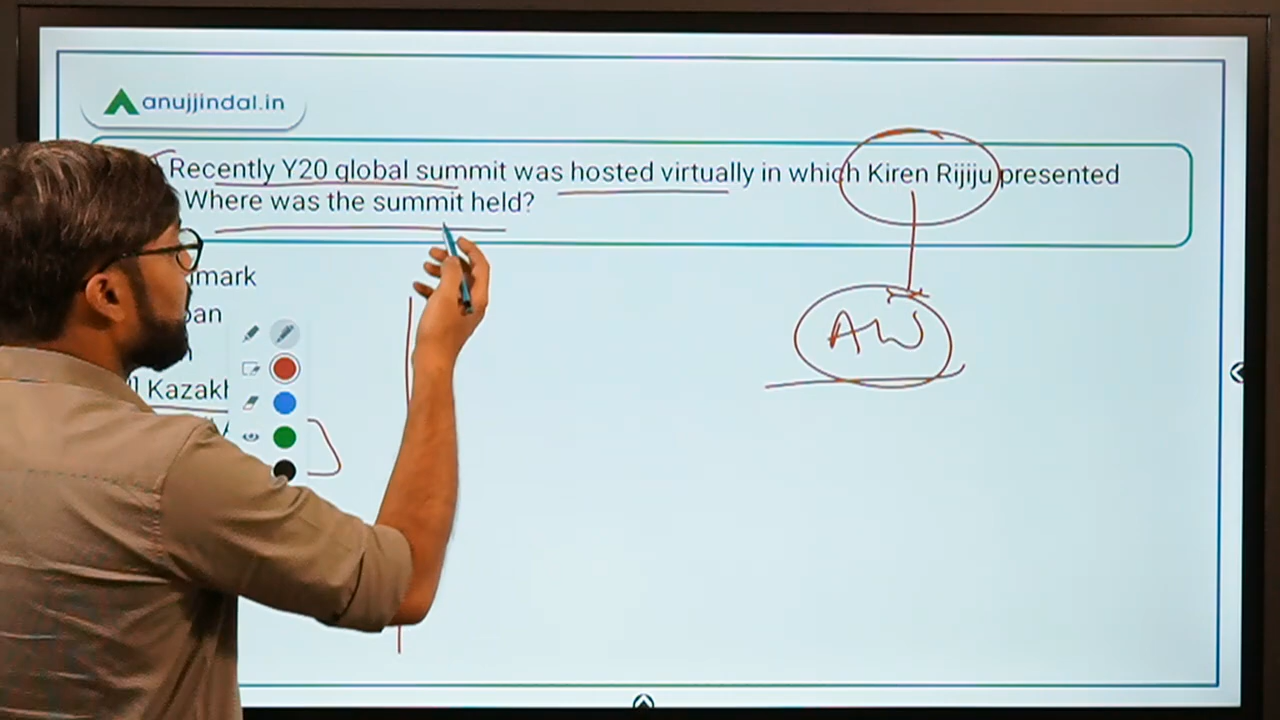 anujjindal.in
Recently Y20 global summit was hosted virtually in which Kiren Rijiju presented
Where was the summit held?
mark
an
Kazakh
AW